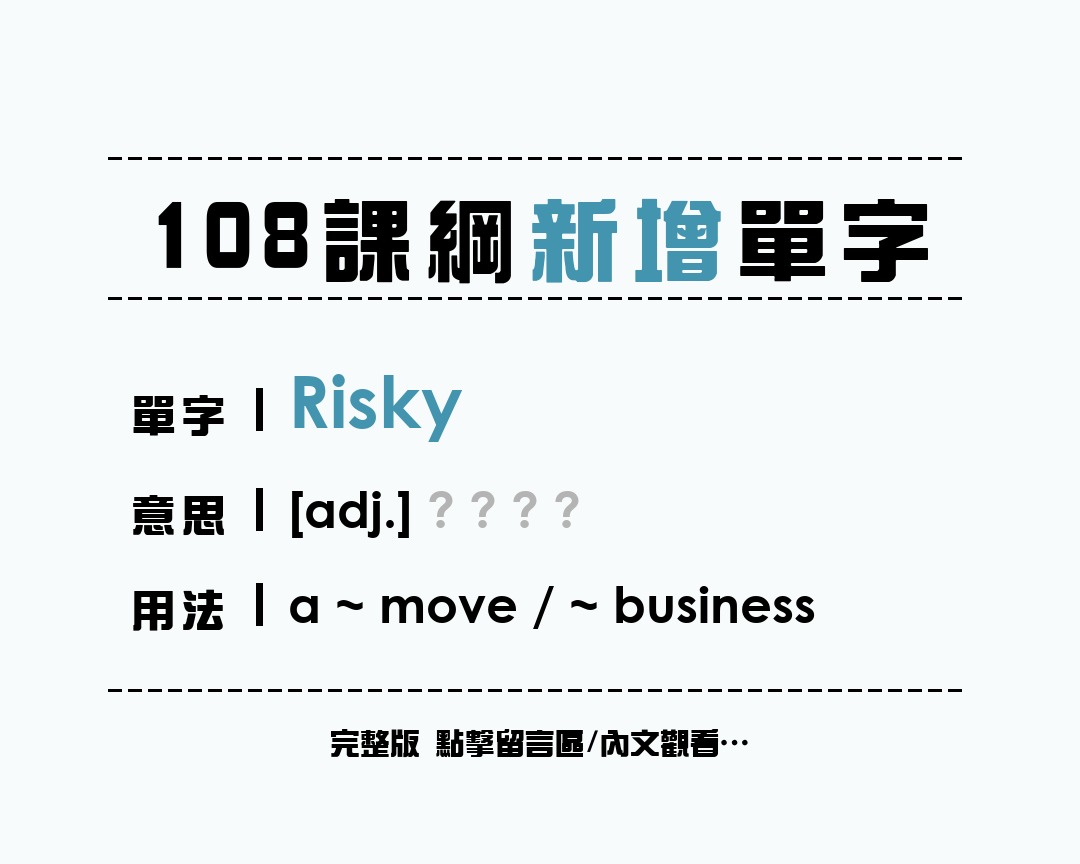 108課綱新增單字
單字 | Risky
意思 | [adj.] ????
用法 | a ~ move / ~ business
完整版 點擊留言區/內文觀看…